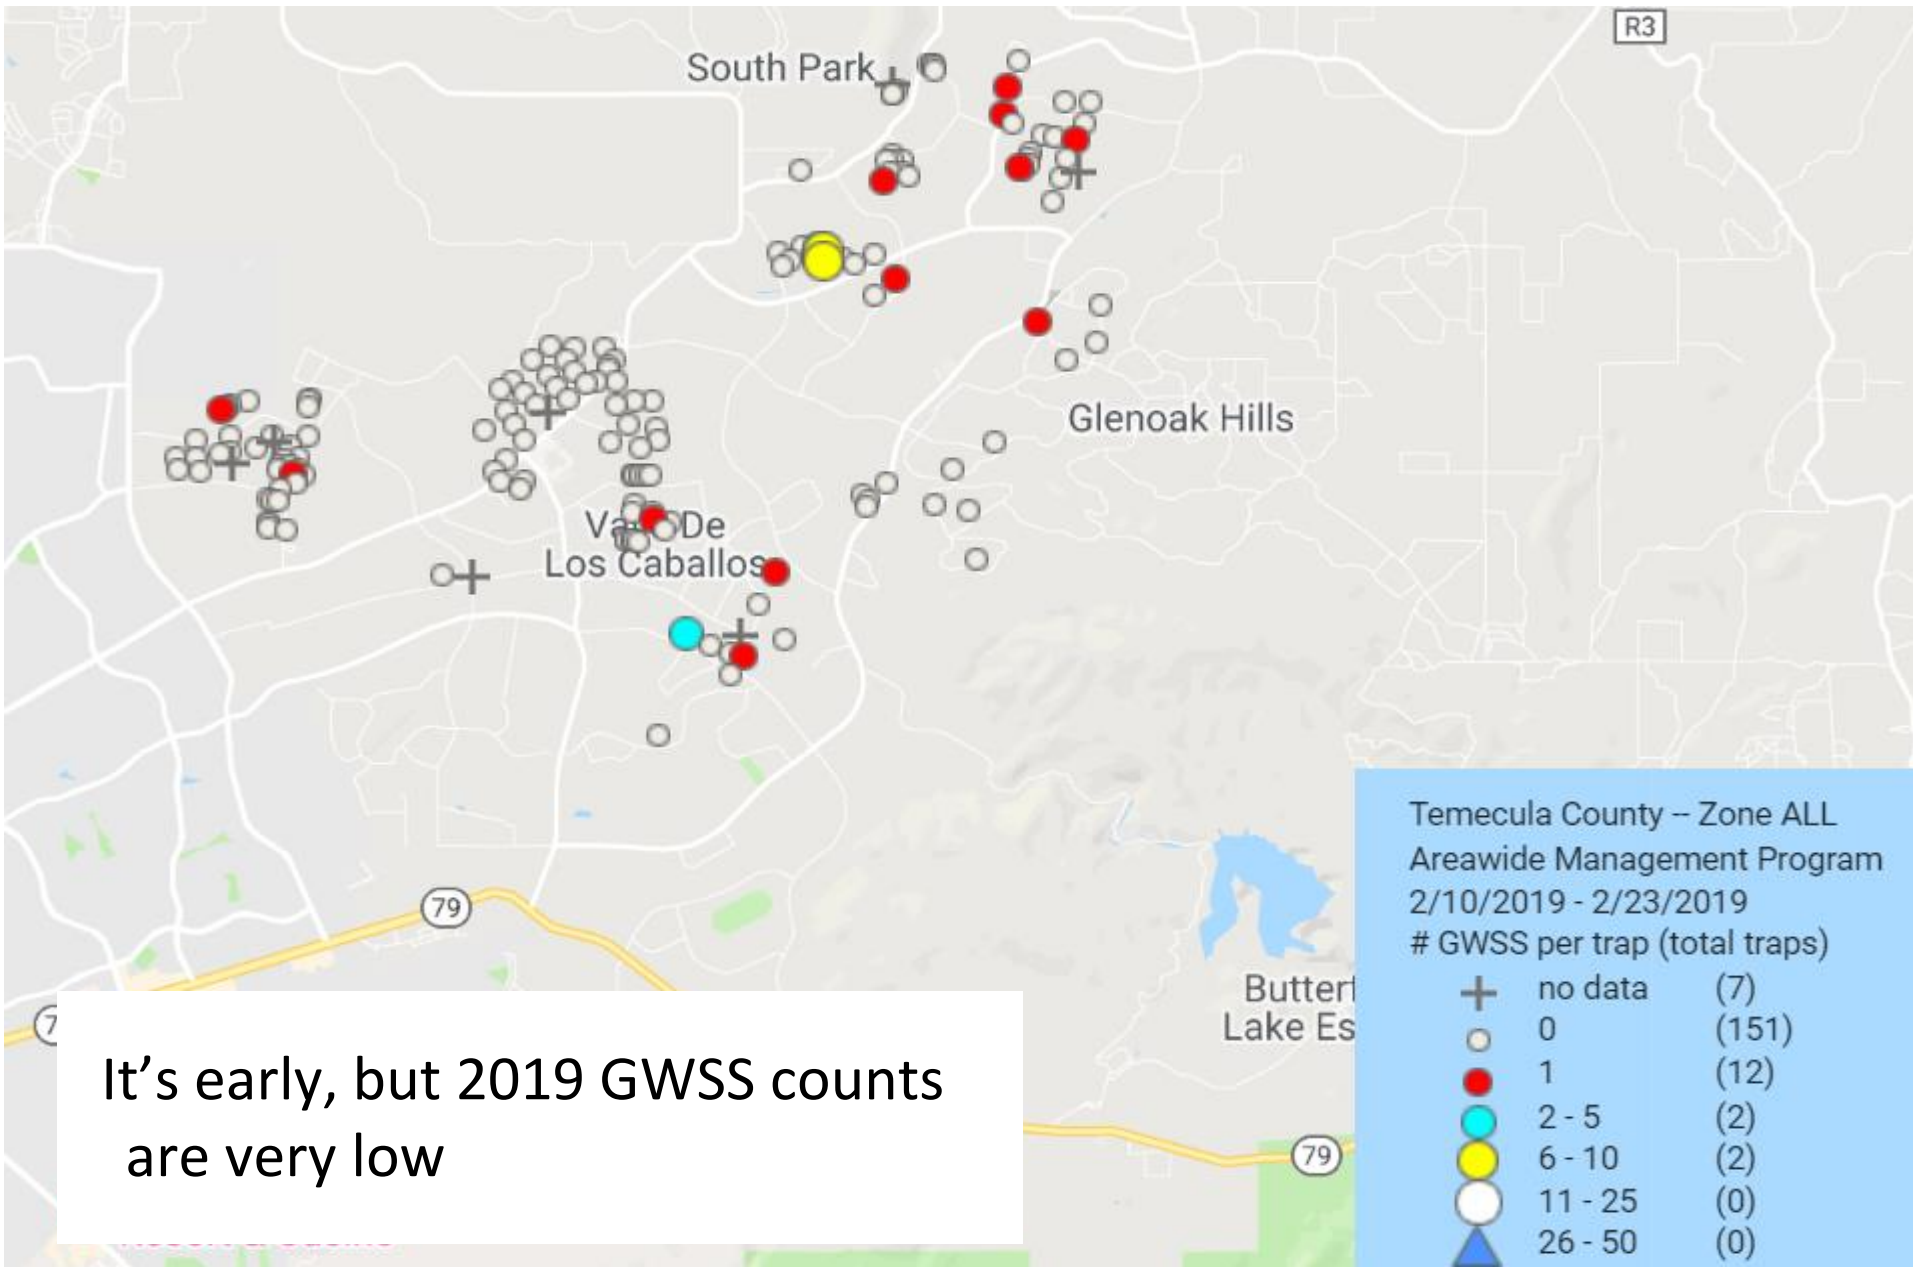 R3
South Park
Glenoak Hills
De
Los Caballos
79
Lake Es
79
Temecula County -- Zone ALL
Areawide Management Program
2/10/2019 - 2/23/2019
# GWSS per trap (total traps)
no data (7)
0 (151)
1 (12)
2 - 5 (2)
6 - 10 (2)
11 - 25 (0)
26 - 50 (0)
It’s early, but 2019 GWSS counts
are very low